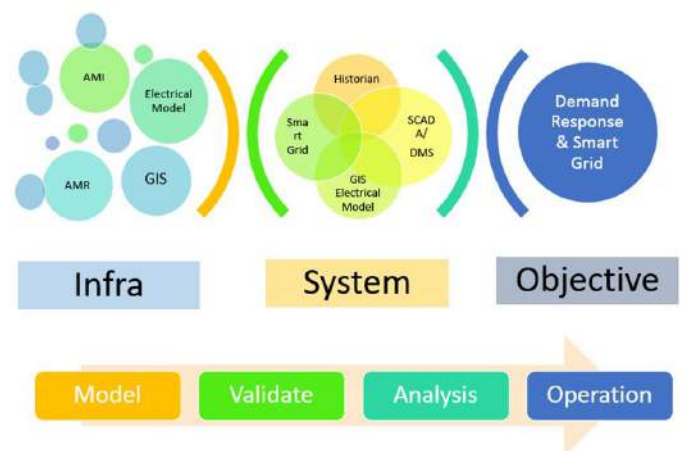 AMI
Electrical
Model
AMR
GIS
Historian
Sma
rt
Grid
SCAD
A/
DMS
GIS
Electrical
Model
Demand
Response
& Smart
Grid
Infra
System
Objective
Model
Validate
Analysis
Operation